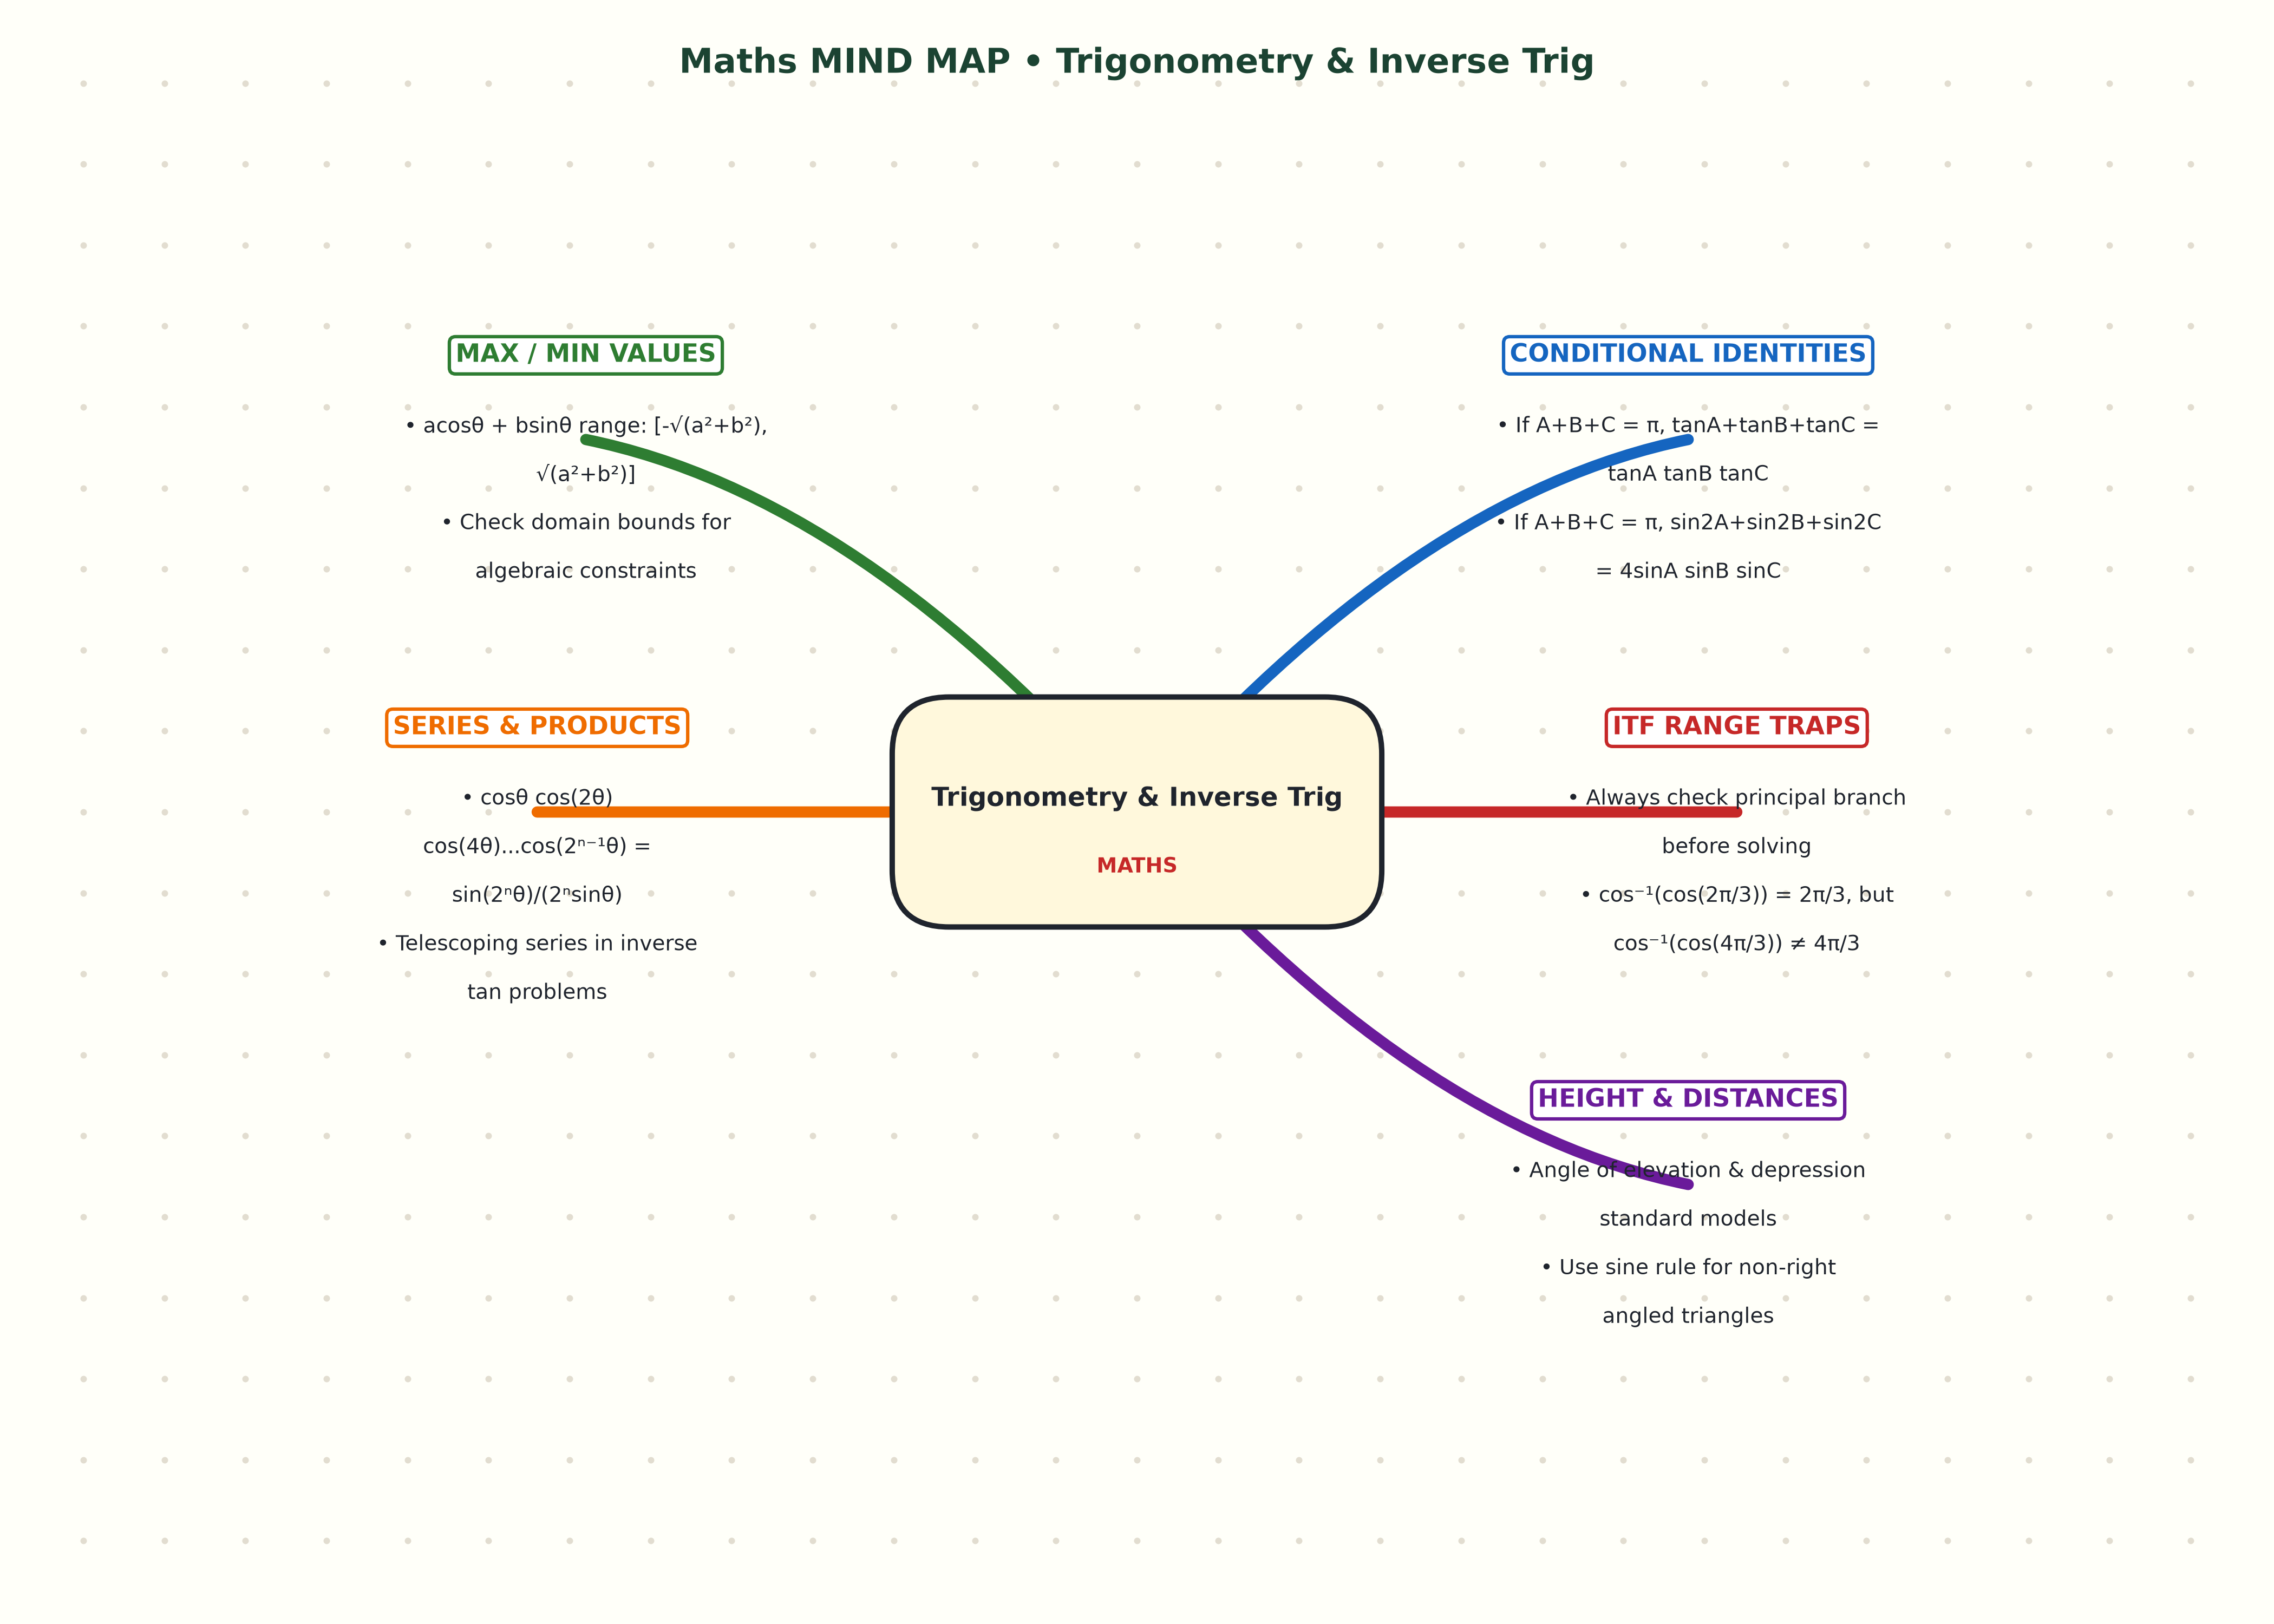 Maths MIND MAP • Trigonometry & Inverse Trig
MAX / MIN VALUES
• acosθ + bsinθ range: [-√(a²+b²),
√(a²+b²)]
• Check domain bounds for
algebraic constraints
CONDITIONAL IDENTITIES
• If A+B+C = π, tanA+tanB+tanC =
tanA tanB tanC
• If A+B+C = π, sin2A+sin2B+sin2C
= 4sinA sinB sinC
SERIES & PRODUCTS
• cosθ cos(2θ)
cos(4θ)...cos(2ⁿ⁻¹θ) =
sin(2ⁿθ)/(2ⁿsinθ)
• Telescoping series in inverse
tan problems
Trigonometry & Inverse Trig
MATHS
ITF RANGE TRAPS
• Always check principal branch
before solving
• cos⁻¹(cos(2π/3)) = 2π/3, but
cos⁻¹(cos(4π/3)) ≠ 4π/3
HEIGHT & DISTANCES
• Angle of elevation & depression
standard models
• Use sine rule for non-right
angled triangles